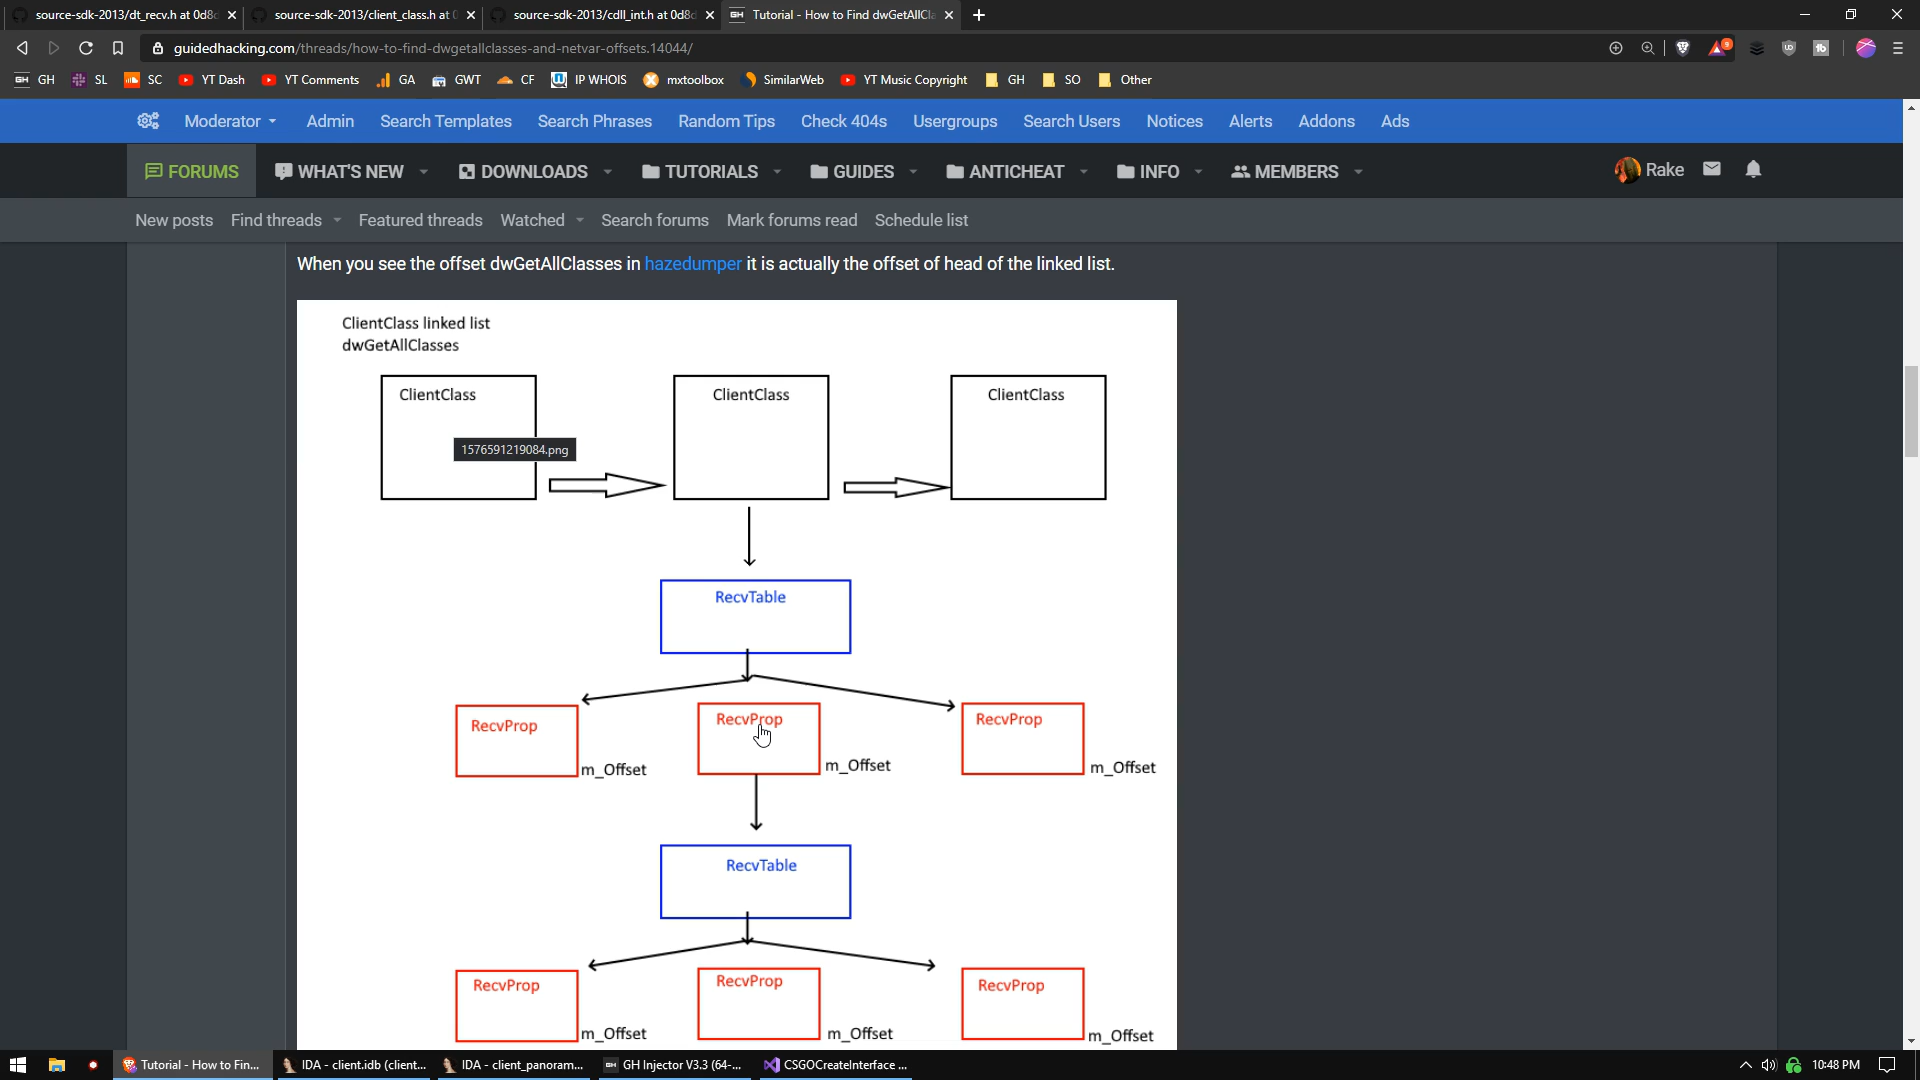 source-sdk-2013/dt_recv.h at 0d8 source-sdk-2013/client_class.h at 0 source-sdk-2013/cdll_int.h at 0d8d GH Tutorial - How to Find dwGetAllCla
guidedhacking.com/threads/how-to-find-dwgetallclasses-and-netvar-offsets.14044/
GH GH SL SC YT Dash YT Comments GA GWT CF IP WHOIS mxtoolbox SimilarWeb YT Music Copyright GH SO Other
Moderator Admin Search Templates Search Phrases Random Tips Check 404s Usergroups Search Users Notices Alerts Addons Ads
FORUMS WHAT'S NEW DOWNLOADS TUTORIALS GUIDES ANTICHEAT INFO MEMBERS Rake
New posts Find threads Featured threads Watched Search forums Mark forums read Schedule list
When you see the offset dwGetAllClasses in hazedumper it is actually the offset of head of the linked list.
ClientClass linked list
dwGetAllClasses
ClientClass ClientClass ClientClass
1576591219084.png
RecvTable
RecvProp RecvProp RecvProp
m_Offset m_Offset m_Offset
RecvTable
RecvProp RecvProp RecvProp
m_Offset m_Offset m_Offset
Tutorial - How to Fin... IDA - client.idb (client... IDA - client_panoram... GH GH Injector V3.3 (64-... CSGOCreateInterface ... 10:48 PM